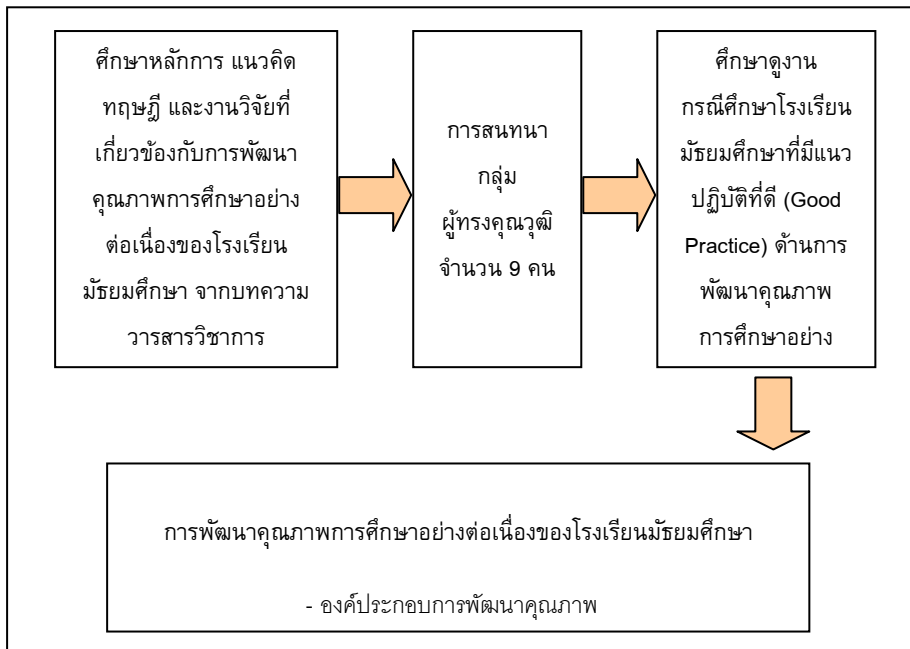 ศึกษาหลักการ แนวคิด
ทฤษฎี และงานวิจัยที่
เกี่ยวข้องกับการพัฒนา
คุณภาพการศึกษาอย่าง
ต่อเนื่องของโรงเรียน
มัธยมศึกษา จากบทความ
วารสารวิชาการ
การสนทนา
กลุ่ม
ผู้ทรงคุณวุฒิ
จำนวน 9 คน
ศึกษาดูงาน
กรณีศึกษาโรงเรียน
มัธยมศึกษาที่มีแนว
ปฏิบัติที่ดี (Good
Practice) ด้านการ
พัฒนาคุณภาพ
การศึกษาอย่าง
การพัฒนาคุณภาพการศึกษาอย่างต่อเนื่องของโรงเรียนมัธยมศึกษา
- องค์ประกอบการพัฒนาคุณภาพ